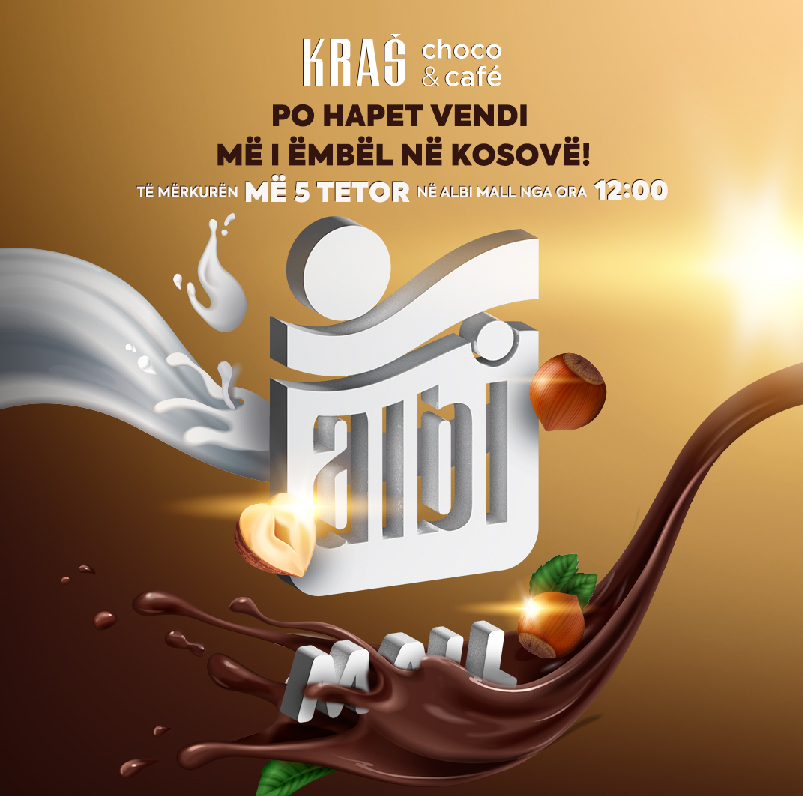 KRAŠ choco
& café
PO HAPET VENDI
MË I ËMBËL NË KOSOVË!
TË MËRKURËN MË 5 TETOR NË ALBI MALL NGA ORA 12:00
albi
MALL